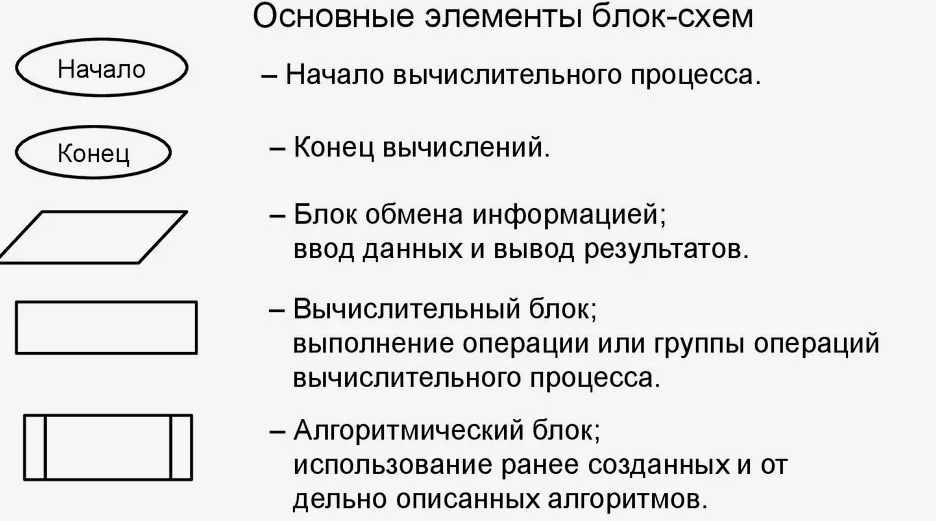 Основные элементы блок-схем
Начало
– Начало вычислительного процесса.
Конец
– Конец вычислений.
– Блок обмена информацией;
ввод данных и вывод результатов.
– Вычислительный блок;
выполнение операции или группы операций
вычислительного процесса.
– Алгоритмический блок;
использование ранее созданных и от
дельно описанных алгоритмов.